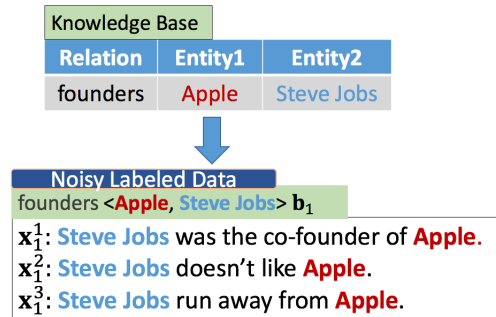 Knowledge Base
Relation Entity1 Entity2
founders Apple Steve Jobs
Noisy Labeled Data
founders <Apple, Steve Jobs> b₁
x₁¹: Steve Jobs was the co-founder of Apple.
x₁²: Steve Jobs doesn't like Apple.
x₁³: Steve Jobs run away from Apple.